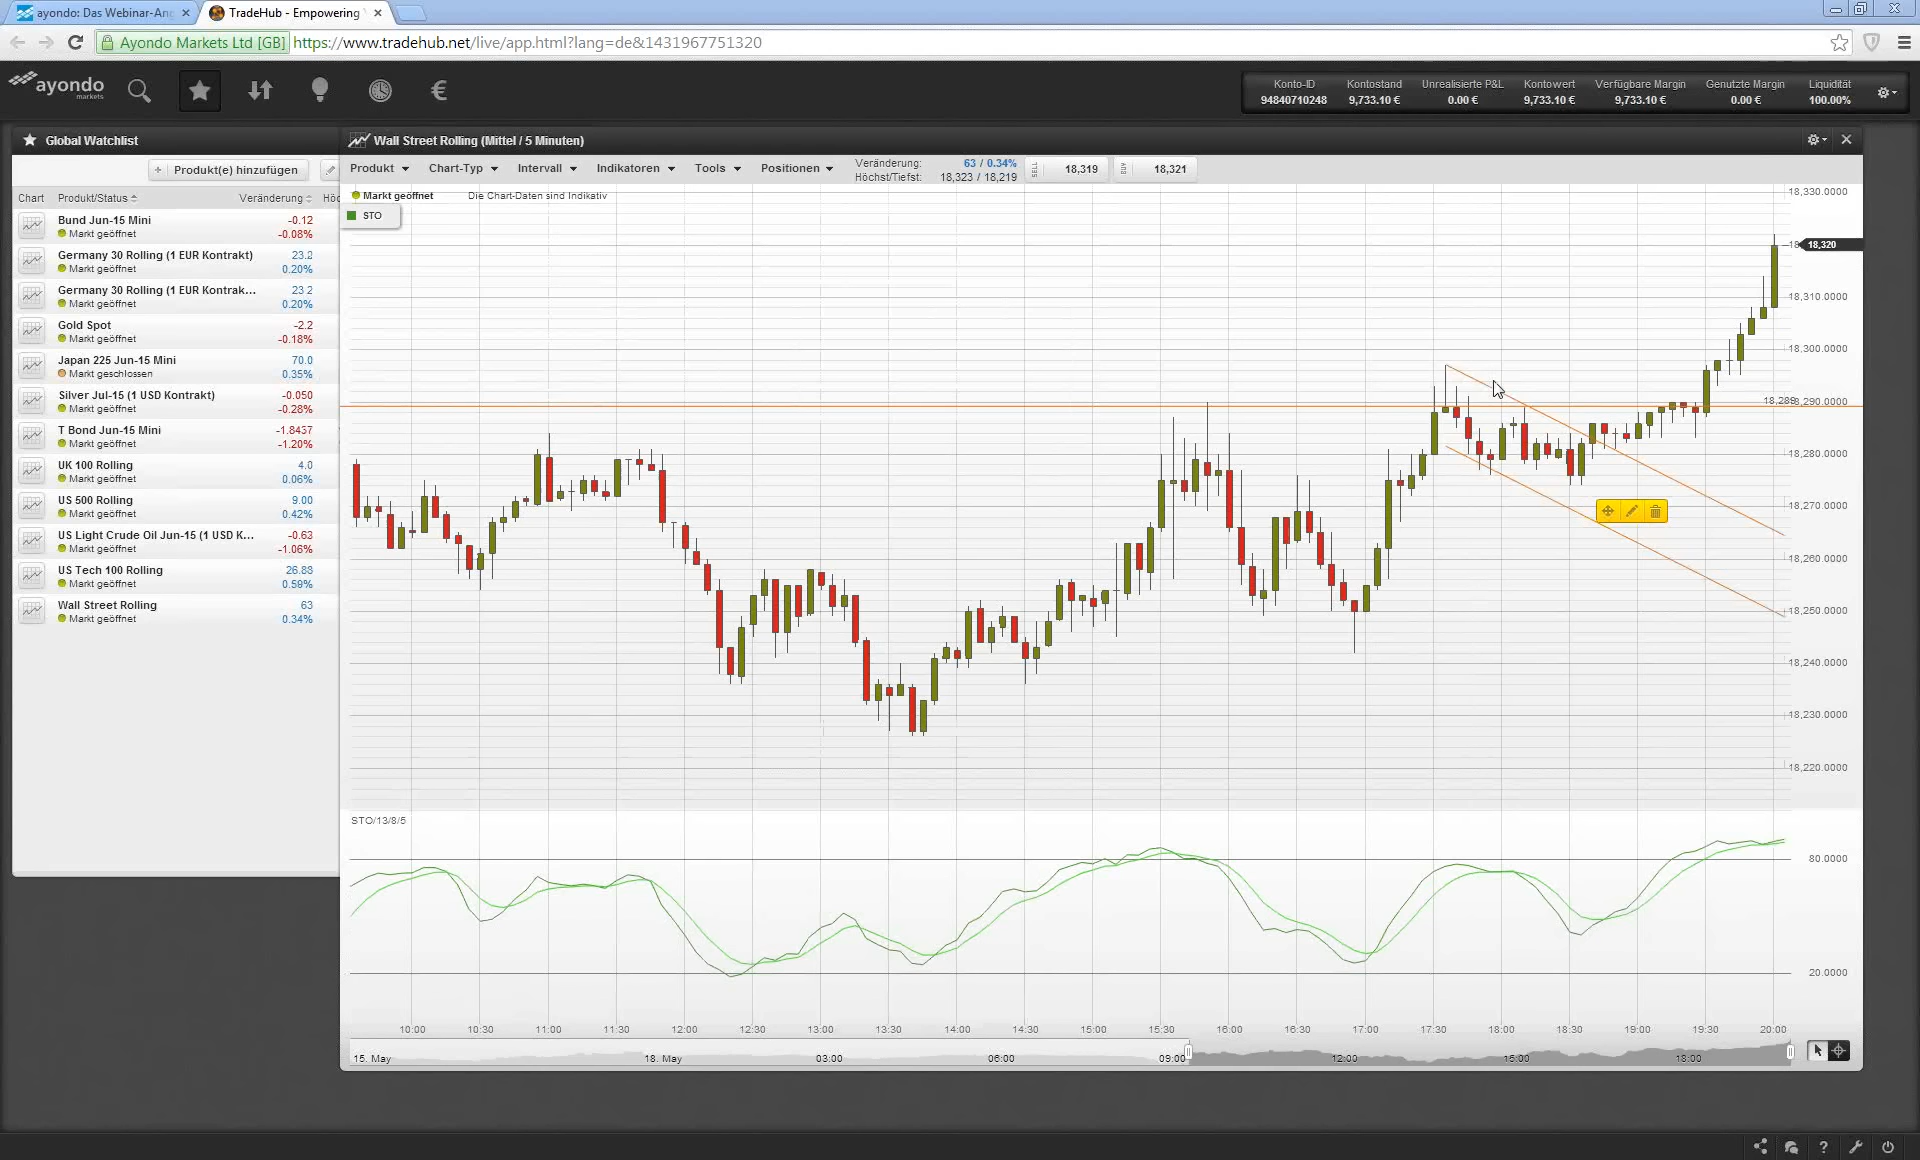 ayondo: Das Webinar-Ang
TradeHub - Empowering
Ayondo Markets Ltd [GB]
https://www.tradehub.net/live/app.html?lang=de&1431967751320
ayondo
markets
€
Konto-ID Kontostand Unrealisierte P&L Kontowert Verfügbare Margin Genutzte Margin Liquidität
94840710248 9,733.10 € 0.00 € 9,733.10 € 9,733.10 € 0.00 € 100.00%
Global Watchlist
+ Produkt(e) hinzufügen
Chart Produkt/Status Veränderung Höc
Bund Jun-15 Mini -0.12
Markt geöffnet -0.08%
Germany 30 Rolling (1 EUR Kontrakt) 23.2
Markt geöffnet 0.20%
Germany 30 Rolling (1 EUR Kontrak... 23.2
Markt geöffnet 0.20%
Gold Spot -2.2
Markt geöffnet -0.18%
Japan 225 Jun-15 Mini 70.0
Markt geschlossen 0.35%
Silver Jul-15 (1 USD Kontrakt) -0.050
Markt geöffnet -0.28%
T Bond Jun-15 Mini -1.8437
Markt geöffnet -1.20%
UK 100 Rolling 4.0
Markt geöffnet 0.06%
US 500 Rolling 9.00
Markt geöffnet 0.42%
US Light Crude Oil Jun-15 (1 USD K... -0.63
Markt geöffnet -1.06%
US Tech 100 Rolling 26.88
Markt geöffnet 0.59%
Wall Street Rolling 63
Markt geöffnet 0.34%
Wall Street Rolling (Mittel / 5 Minuten)
Produkt Chart-Typ Intervall Indikatoren Tools Positionen
Veränderung: 63 / 0.34%
Höchst/Tiefst: 18,323 / 18,219
SELL 18,319
BUY 18,321
Markt geöffnet Die Chart-Daten sind Indikativ
STO
18,330.0000
18,320
18,310.0000
18,300.0000
18,290.0000
18,280.0000
18,270.0000
18,260.0000
18,250.0000
18,240.0000
18,230.0000
18,220.0000
STO/13/8/5
80.0000
20.0000
10:00 10:30 11:00 11:30 12:00 12:30 13:00 13:30 14:00 14:30 15:00 15:30 16:00 16:30 17:00 17:30 18:00 18:30 19:00 19:30 20:00
15. May 18. May 03:00 06:00 09:00 12:00 15:00 18:00
?